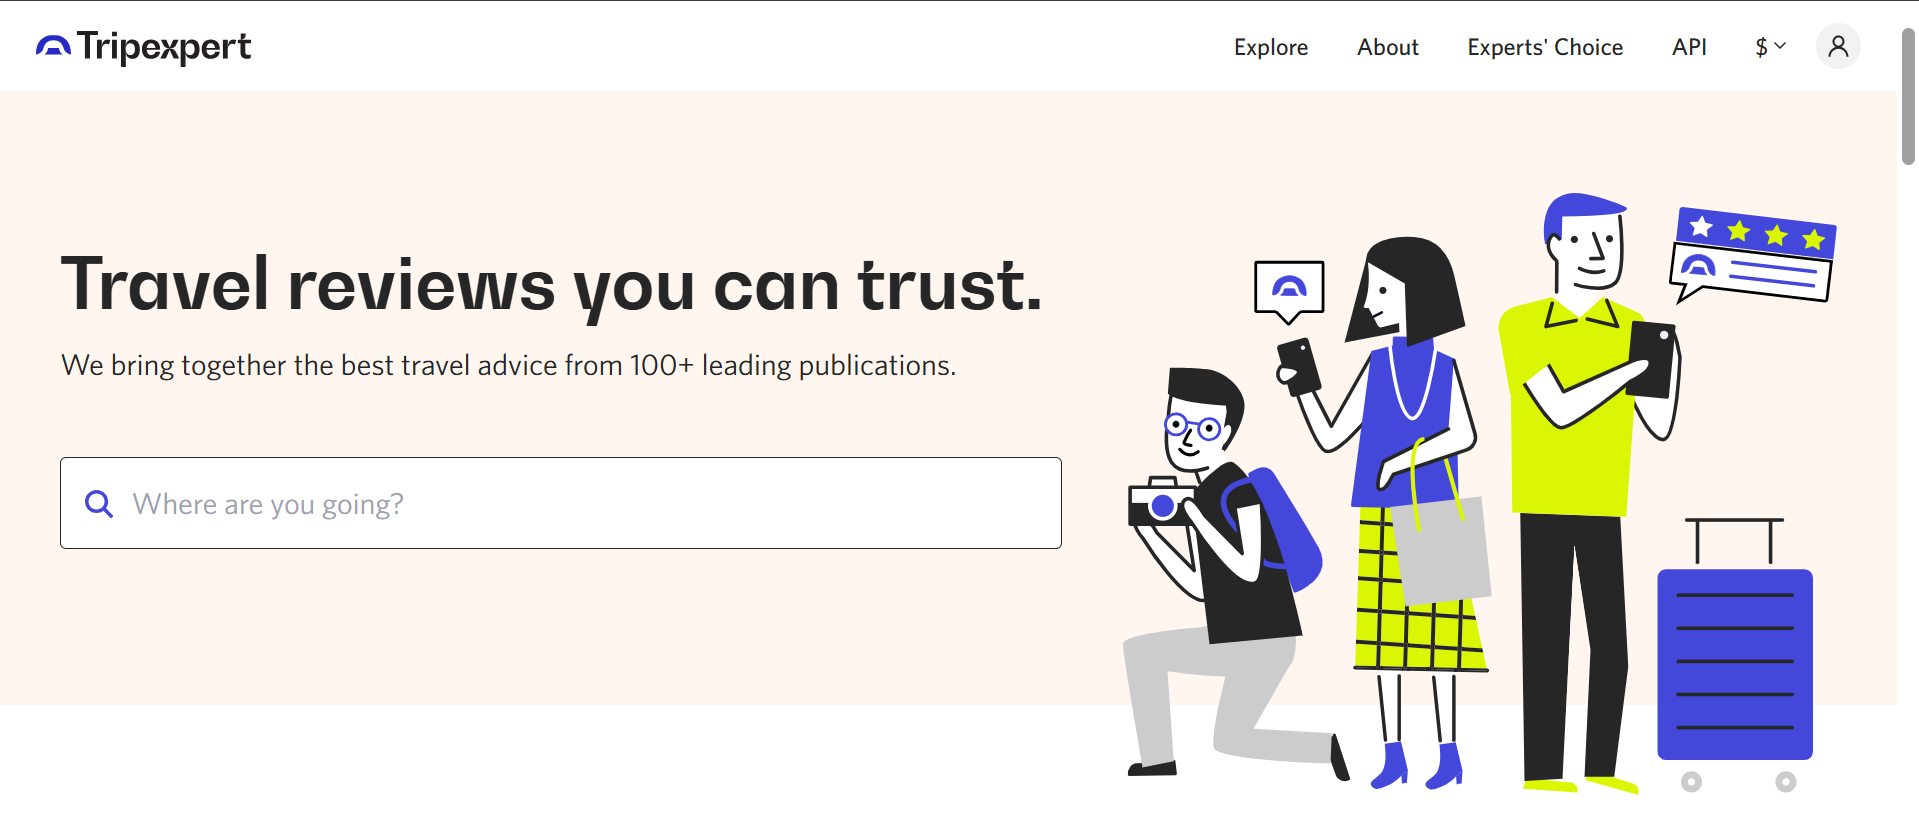 Tripexpert
Explore About Experts' Choice API $
Travel reviews you can trust.
We bring together the best travel advice from 100+ leading publications.
Where are you going?